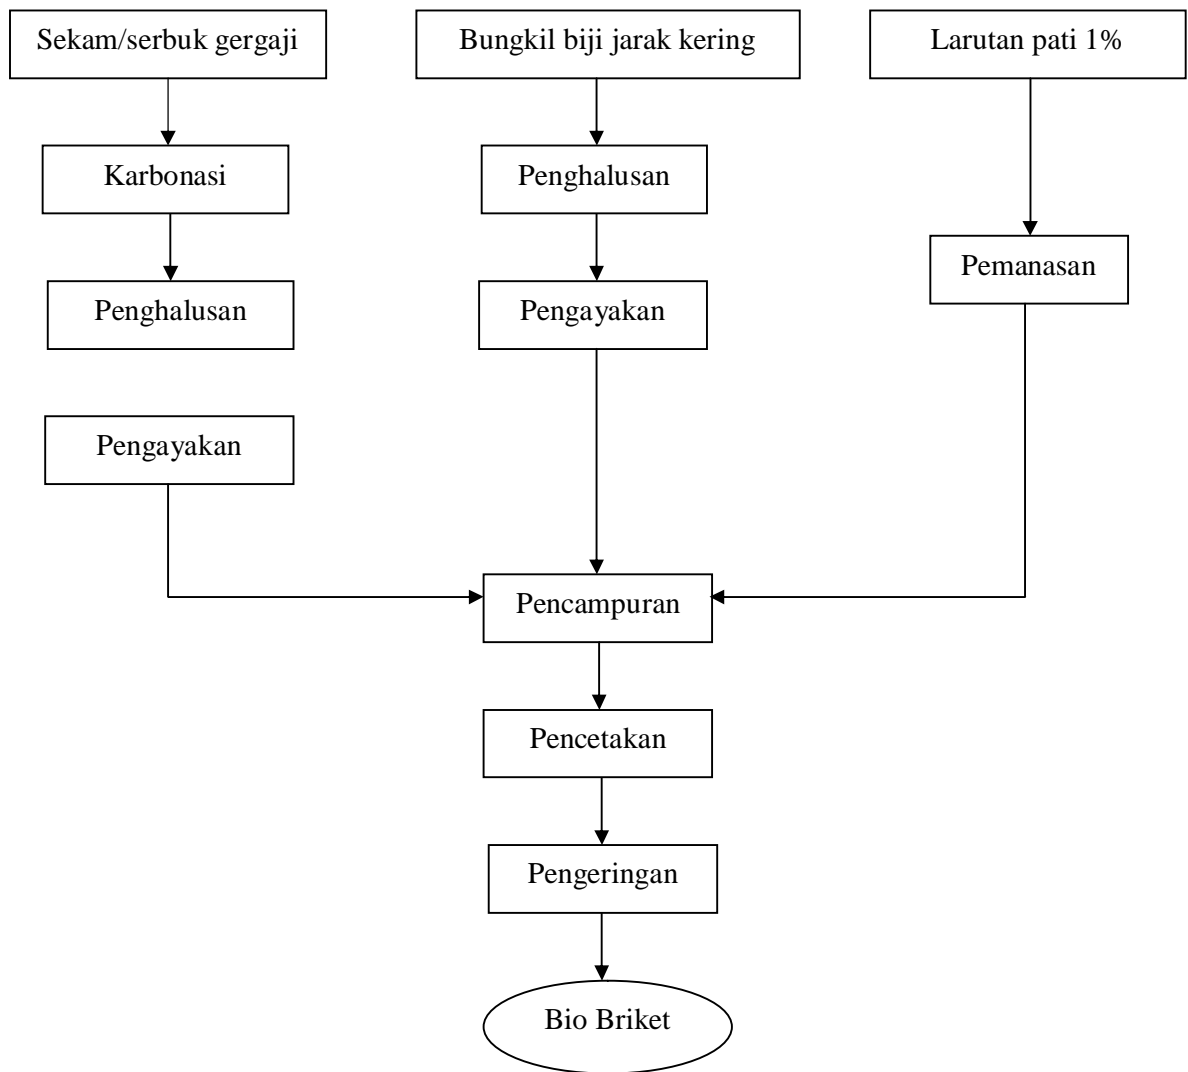 Sekam/serbuk gergaji
Bungkil biji jarak kering
Larutan pati 1%
Karbonasi
Penghalusan
Pemanasan
Penghalusan
Pengayakan
Pengayakan
Pencampuran
Pencetakan
Pengeringan
Bio Briket